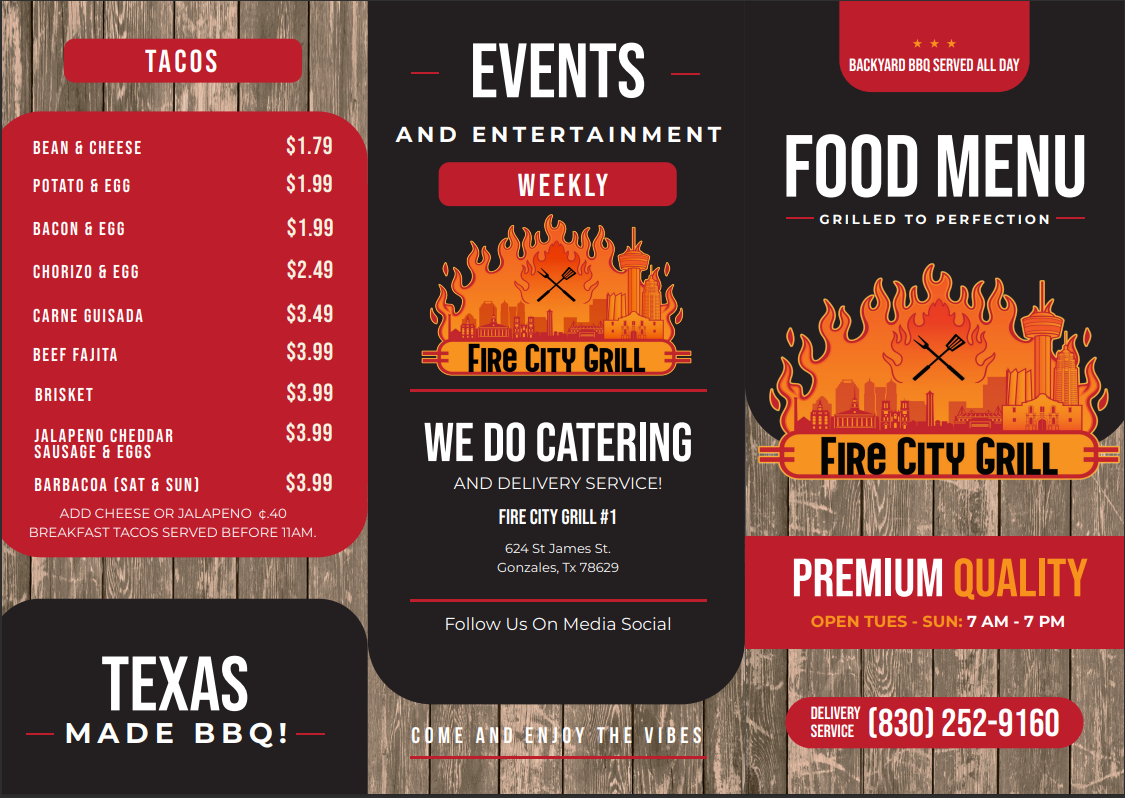 TACOS
BEAN & CHEESE $1.79
POTATO & EGG $1.99
BACON & EGG $1.99
CHORIZO & EGG $2.49
CARNE GUISADA $3.49
BEEF FAJITA $3.99
BRISKET $3.99
JALAPENO CHEDDAR
SAUSAGE & EGGS $3.99
BARBACOA (SAT & SUN) $3.99
ADD CHEESE OR JALAPENO ¢.40
BREAKFAST TACOS SERVED BEFORE 11AM.
TEXAS
MADE BBQ!
EVENTS
AND ENTERTAINMENT
WEEKLY
FIRE CITY GRILL
WE DO CATERING
AND DELIVERY SERVICE!
FIRE CITY GRILL #1
624 St James St.
Gonzales, Tx 78629
Follow Us On Media Social
COME AND ENJOY THE VIBES
BACKYARD BBQ SERVED ALL DAY
FOOD MENU
GRILLED TO PERFECTION
FIRE CITY GRILL
PREMIUM QUALITY
OPEN TUES - SUN: 7 AM - 7 PM
DELIVERY
SERVICE (830) 252-9160